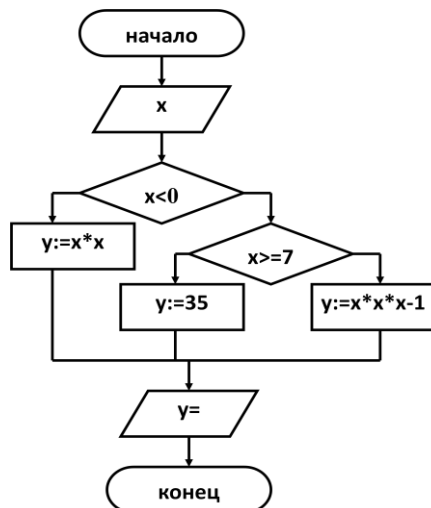 начало
x
x<0
y:=x*x
x>=7
y:=35
y:=x*x*x-1
y=
конец